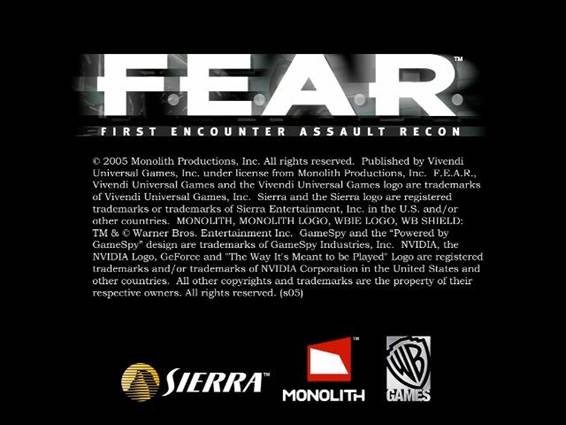 F.E.A.R.™
FIRST ENCOUNTER ASSAULT RECON
© 2005 Monolith Productions, Inc. All rights reserved. Published by Vivendi
Universal Games, Inc. under license from Monolith Productions, Inc. F.E.A.R.,
Vivendi Universal Games and the Vivendi Universal Games logo are trademarks
of Vivendi Universal Games, Inc. Sierra and the Sierra logo are registered
trademarks or trademarks of Sierra Entertainment, Inc. in the U.S. and/or
other countries. MONOLITH, MONOLITH LOGO, WBIE LOGO, WB SHIELD:
TM & © Warner Bros. Entertainment Inc. GameSpy and the “Powered by
GameSpy” design are trademarks of GameSpy Industries, Inc. NVIDIA, the
NVIDIA Logo, GeForce and "The Way It's Meant to be Played" Logo are registered
trademarks and/or trademarks of NVIDIA Corporation in the United States and
other countries. All other copyrights and trademarks are the property of their
respective owners. All rights reserved. (s05)
SIERRA™
MONOLITH™
WB
GAMES